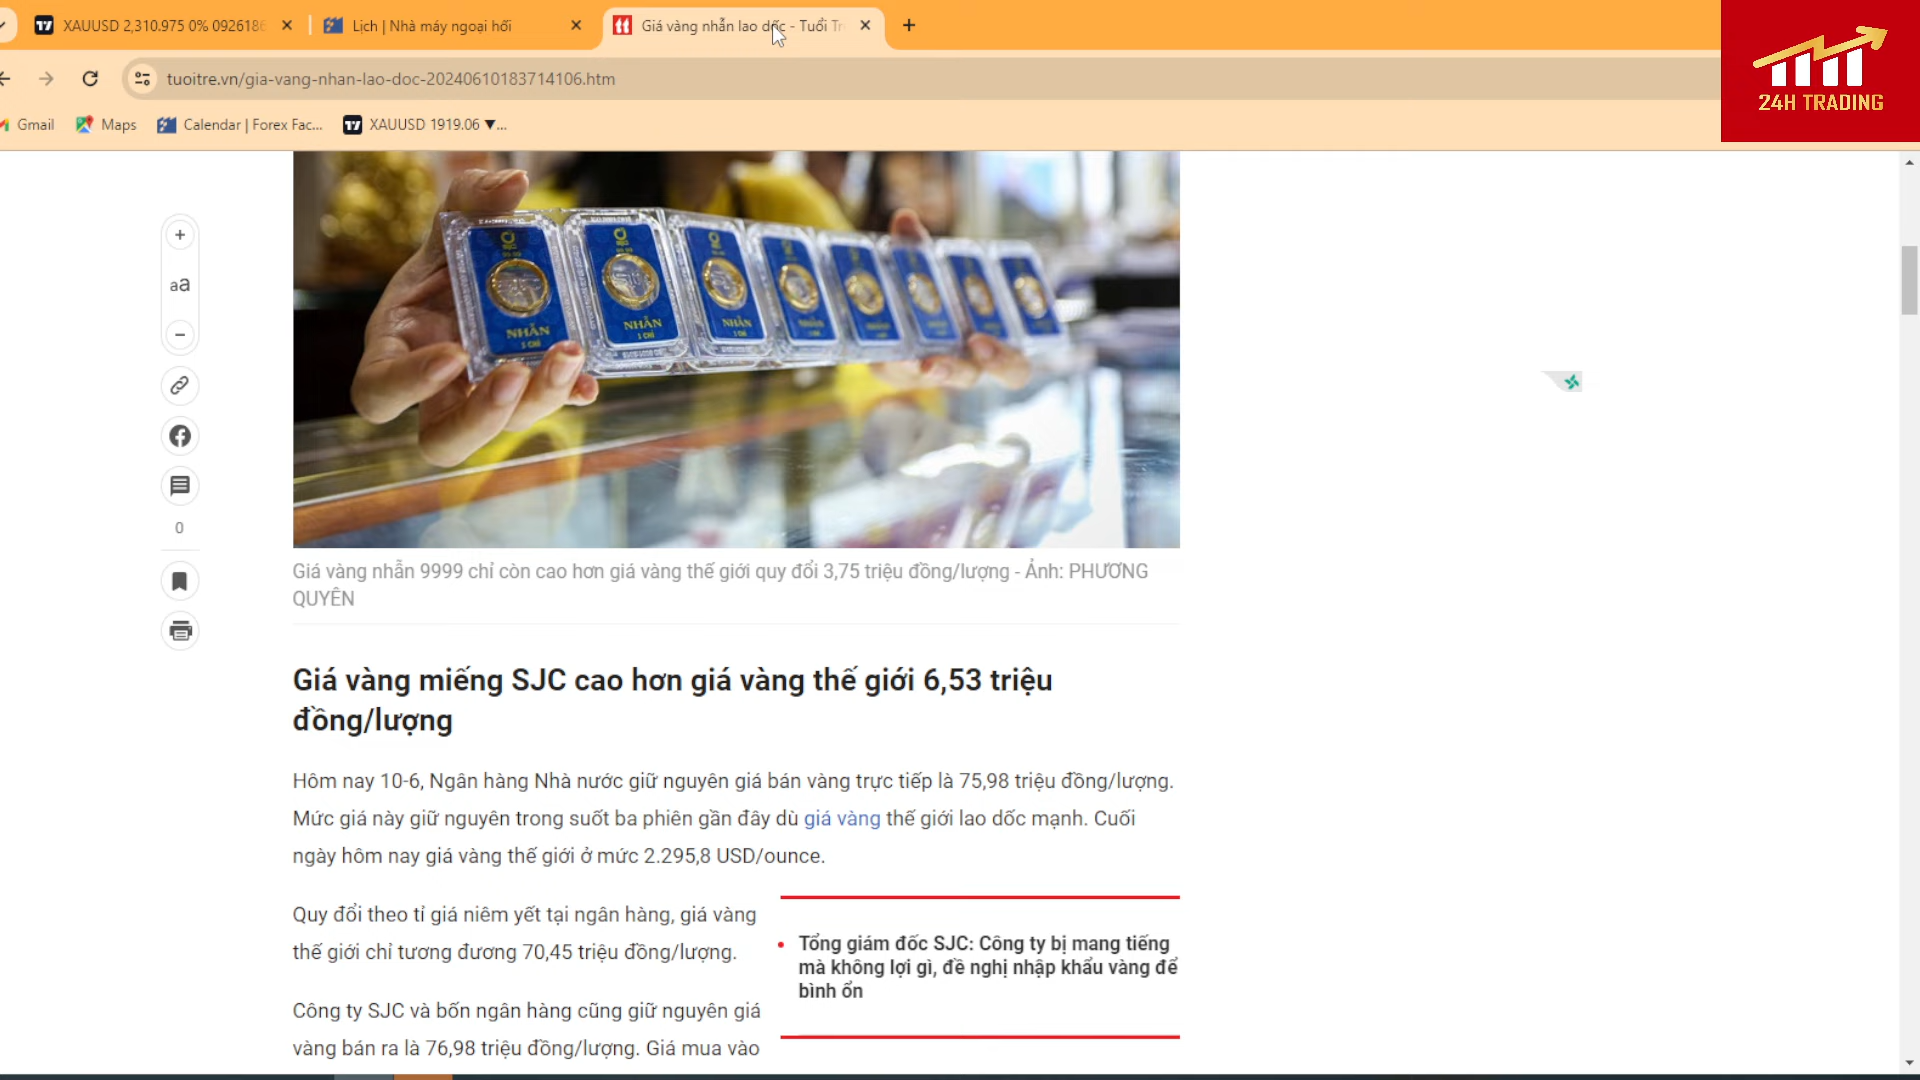 XAUUSD 2,310.975 0% 0926186
Lịch | Nhà máy ngoại hối
Giá vàng nhẫn lao dốc - Tuổi Tr
tuoitre.vn/gia-vang-nhan-lao-doc-20240610183714106.htm
24H TRADING
Gmail
Maps
Calendar | Forex Fac...
XAUUSD 1919.06 ▼...
+
aA
−
0
NHẪN
1 CHỈ
NHẪN
1 CHỈ
NHẪN
Giá vàng nhẫn 9999 chỉ còn cao hơn giá vàng thế giới quy đổi 3,75 triệu đồng/lượng - Ảnh: PHƯƠNG
QUYÊN
Giá vàng miếng SJC cao hơn giá vàng thế giới 6,53 triệu
đồng/lượng
Hôm nay 10-6, Ngân hàng Nhà nước giữ nguyên giá bán vàng trực tiếp là 75,98 triệu đồng/lượng.
Mức giá này giữ nguyên trong suốt ba phiên gần đây dù giá vàng thế giới lao dốc mạnh. Cuối
ngày hôm nay giá vàng thế giới ở mức 2.295,8 USD/ounce.
Quy đổi theo tỉ giá niêm yết tại ngân hàng, giá vàng
thế giới chỉ tương đương 70,45 triệu đồng/lượng.
Công ty SJC và bốn ngân hàng cũng giữ nguyên giá
vàng bán ra là 76,98 triệu đồng/lượng. Giá mua vào
Tổng giám đốc SJC: Công ty bị mang tiếng
mà không lợi gì, đề nghị nhập khẩu vàng để
bình ổn